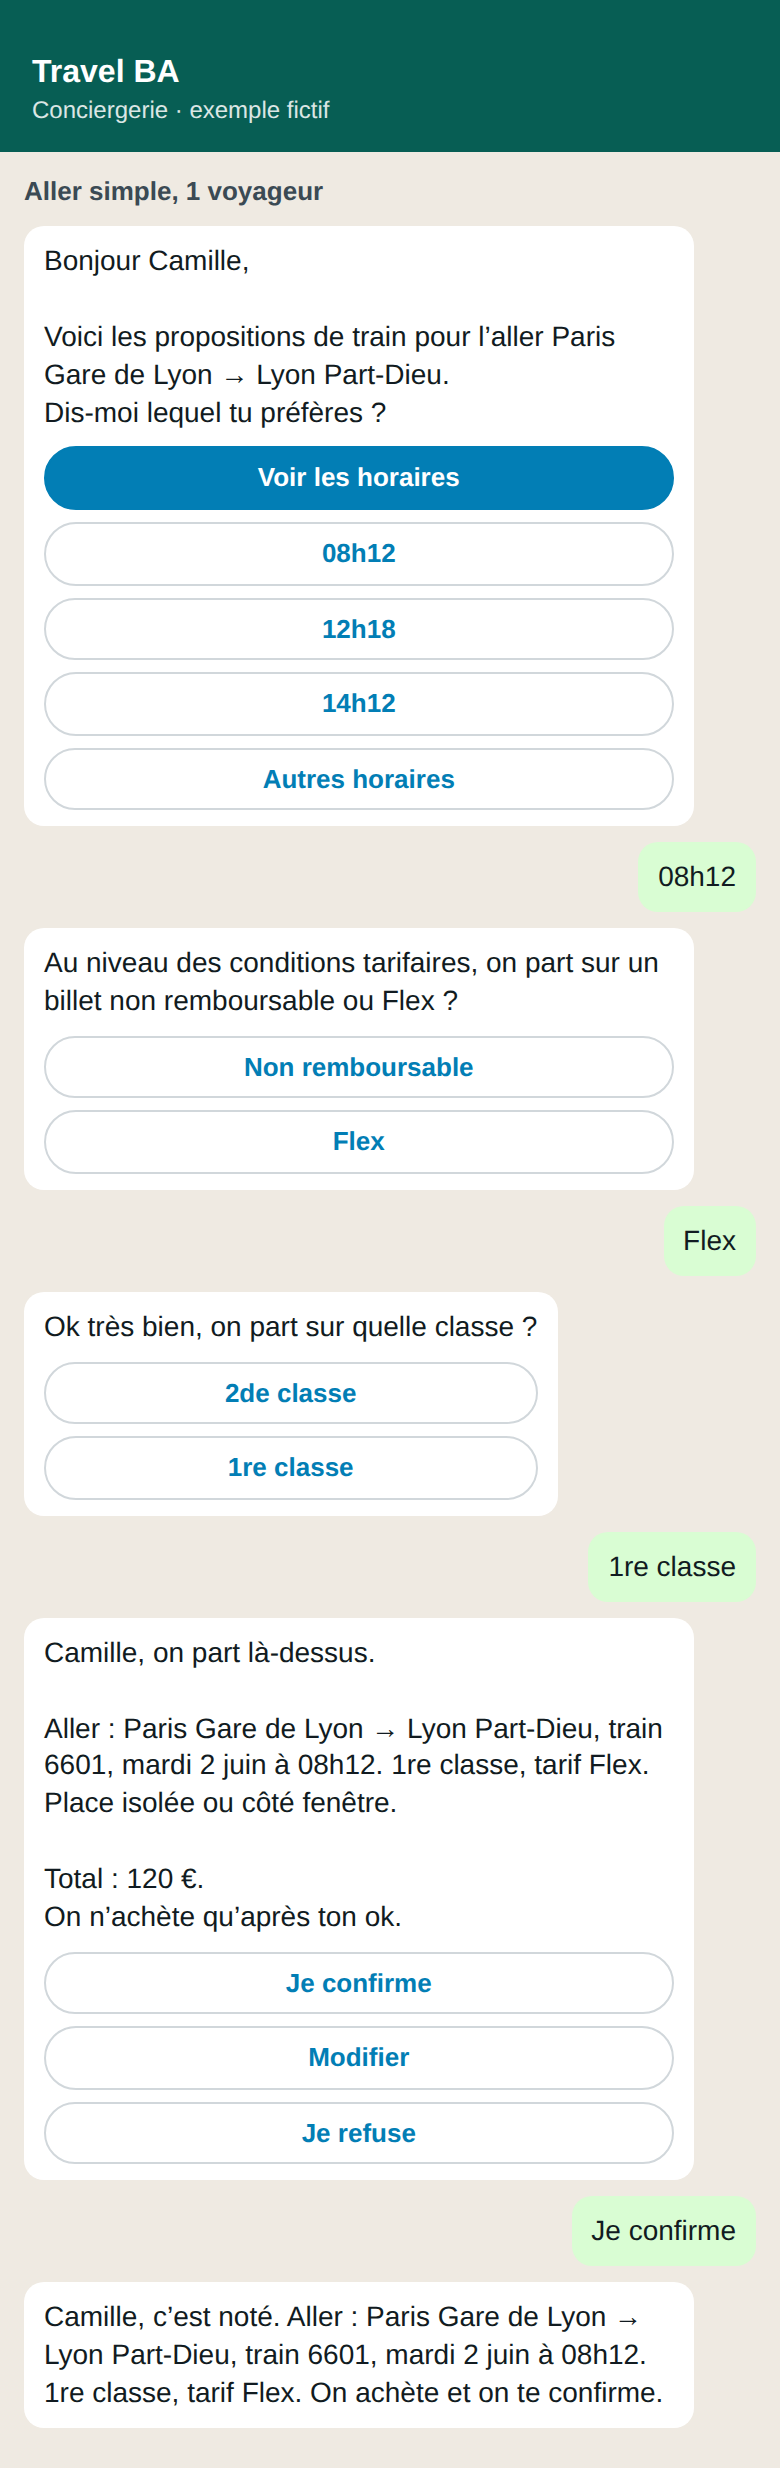 Travel BA
Conciergerie · exemple fictif
Aller simple, 1 voyageur
Bonjour Camille,
Voici les propositions de train pour l’aller Paris
Gare de Lyon → Lyon Part-Dieu.
Dis-moi lequel tu préfères ?
Voir les horaires
08h12
12h18
14h12
Autres horaires
08h12
Au niveau des conditions tarifaires, on part sur un
billet non remboursable ou Flex ?
Non remboursable
Flex
Flex
Ok très bien, on part sur quelle classe ?
2de classe
1re classe
1re classe
Camille, on part là-dessus.
Aller : Paris Gare de Lyon → Lyon Part-Dieu, train
6601, mardi 2 juin à 08h12. 1re classe, tarif Flex.
Place isolée ou côté fenêtre.
Total : 120 €.
On n’achète qu’après ton ok.
Je confirme
Modifier
Je refuse
Je confirme
Camille, c’est noté. Aller : Paris Gare de Lyon →
Lyon Part-Dieu, train 6601, mardi 2 juin à 08h12.
1re classe, tarif Flex. On achète et on te confirme.